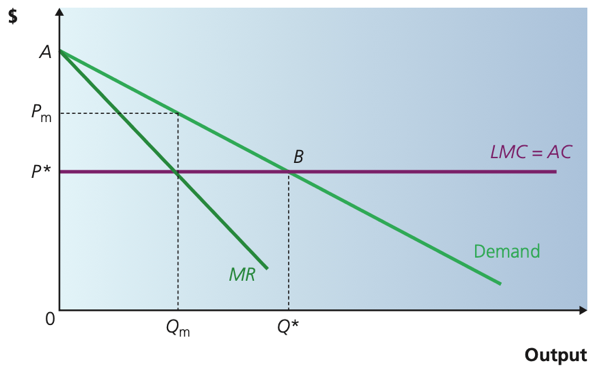 $
A
Pm
B
LMC = AC
P*
Demand
MR
0
Qm
Q*
Output